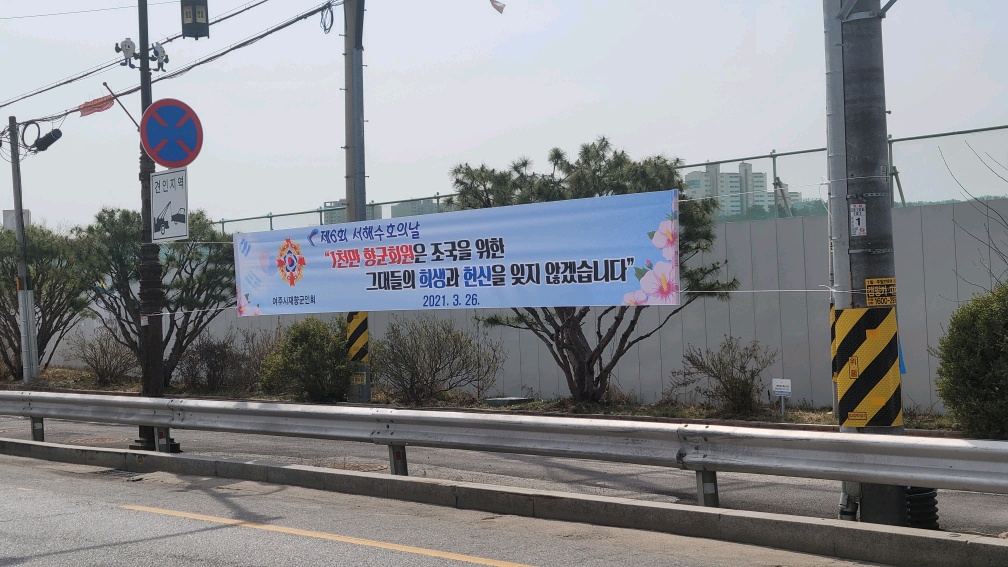 견인지역
제6회 서해수호의날
"1천만 향군회원은 조국을 위한
그대들의 희생과 헌신을 잊지 않겠습니다"
2021. 3. 26.
여주시재향군인회
1